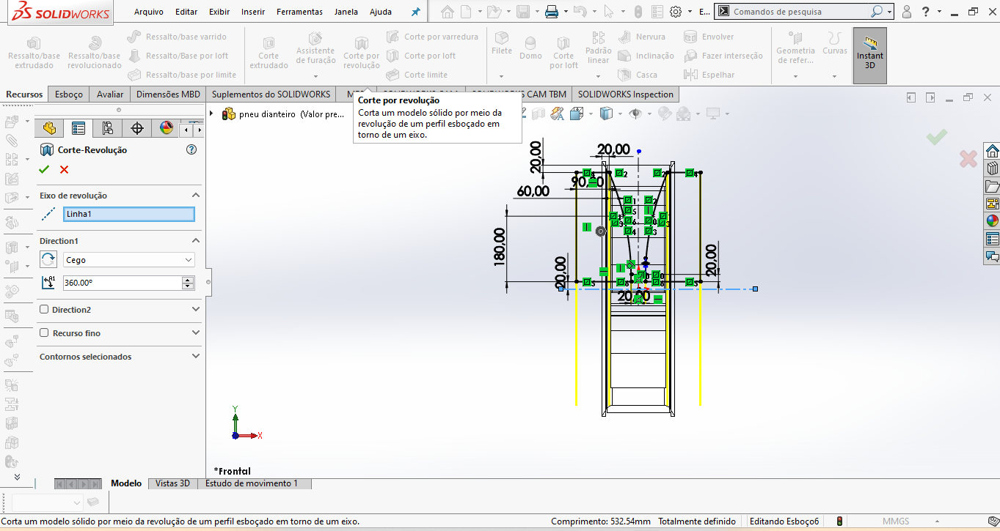 SOLIDWORKS
Arquivo Editar Exibir Inserir Ferramentas Janela Ajuda
E...
Comandos de pesquisa
Ressalto/base extrudado
Ressalto/base revolucionado
Ressalto/base varrido
Ressalto/Base por loft
Ressalto/base por limite
Corte extrudado
Assistente de furação
Corte por revolução
Corte por varredura
Corte por loft
Corte limite
Filete
Domo
Corte por loft
Padrão linear
Nervura
Inclinação
Casca
Envolver
Fazer interseção
Espelhar
Geometria de refer...
Curvas
Instant 3D
Recursos Esboço Avaliar Dimensões MBD Suplementos do SOLIDWORKS SOLIDWORKS CAM TBM SOLIDWORKS Inspection
Corte por revolução
Corta um modelo sólido por meio da
revolução de um perfil esboçado em
torno de um eixo.
pneu dianteiro (Valor pre...
Corte-Revolução
Eixo de revolução
Linha1
Direction1
Cego
360.00º
Direction2
Recurso fino
Contornos selecionados
20,00
20,00
60,00
180,00
20,00
20,00
20,00
Y
X
*Frontal
Modelo Vistas 3D Estudo de movimento 1
Corta um modelo sólido por meio da revolução de um perfil esboçado em torno de um eixo.
Comprimento: 532.54mm Totalmente definido Editando Esboço6 MMGS